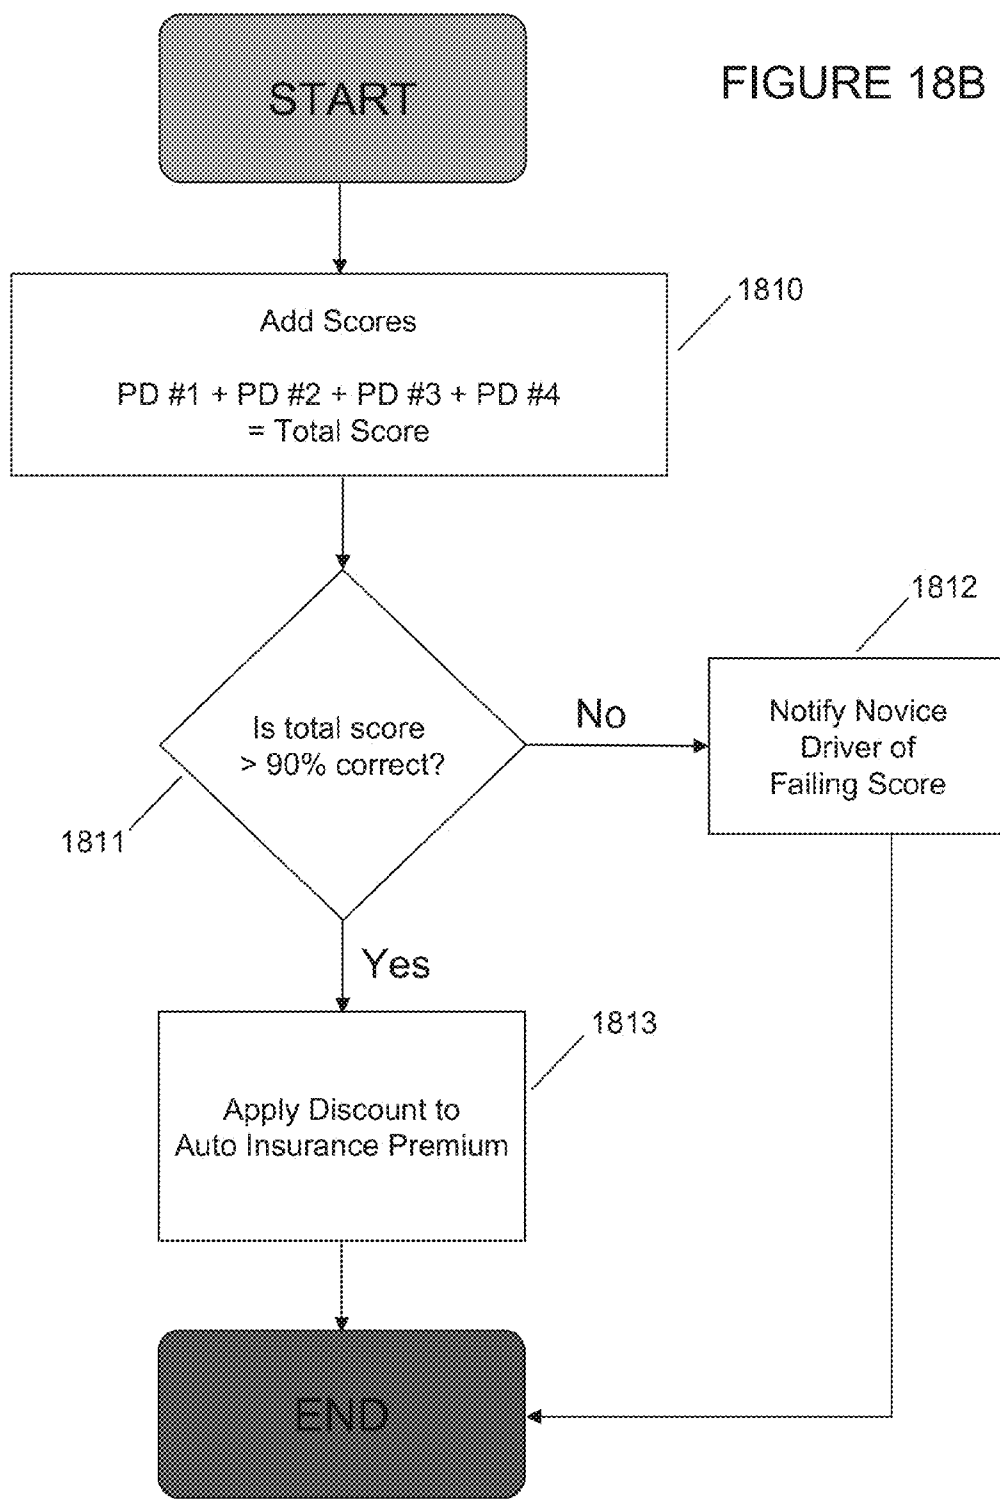 START
FIGURE 18B
1810
Add Scores
PD #1 + PD #2 + PD #3 + PD #4
= Total Score
1812
Is total score
> 90% correct?
No
Notify Novice
Driver of
Failing Score
1811
Yes
1813
Apply Discount to
Auto Insurance Premium
END